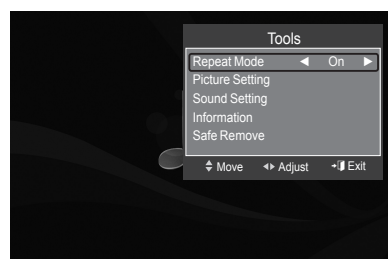 Tools
Repeat Mode ◀ On ▶
Picture Setting
Sound Setting
Information
Safe Remove
Move Adjust Exit